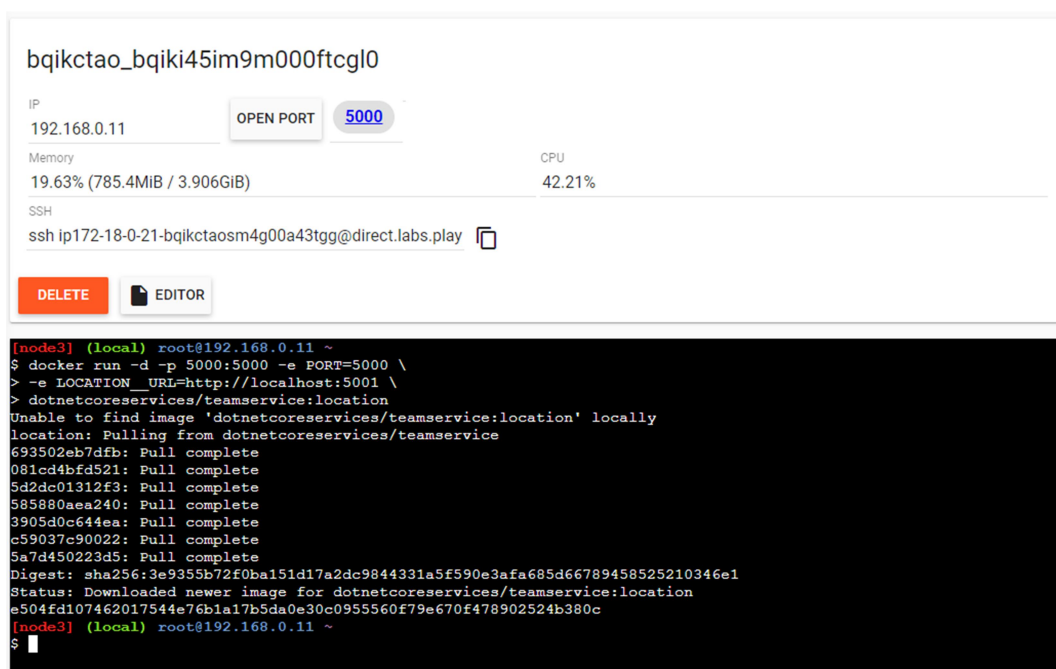 bqikctao_bqiki45im9m000ftcgl0
IP
192.168.0.11
OPEN PORT
5000
Memory
19.63% (785.4MiB / 3.906GiB)
CPU
42.21%
SSH
ssh ip172-18-0-21-bqikctaosm4g00a43tgg@direct.labs.play
DELETE
EDITOR
[node3] (local) root@192.168.0.11 ~
$ docker run -d -p 5000:5000 -e PORT=5000 \
> -e LOCATION__URL=http://localhost:5001 \
> dotnetcoreservices/teamservice:location
Unable to find image 'dotnetcoreservices/teamservice:location' locally
location: Pulling from dotnetcoreservices/teamservice
693502eb7dfb: Pull complete
081cd4bfd521: Pull complete
5d2dc01312f3: Pull complete
585880aea240: Pull complete
3905d0c644ea: Pull complete
c59037c90022: Pull complete
5a7d450223d5: Pull complete
Digest: sha256:3e9355b72f0ba151d17a2dc9844331a5f590e3afa685d66789458525210346e1
Status: Downloaded newer image for dotnetcoreservices/teamservice:location
e504fd107462017544e76b1a17b5da0e30c0955560f79e670f478902524b380c
[node3] (local) root@192.168.0.11 ~
$